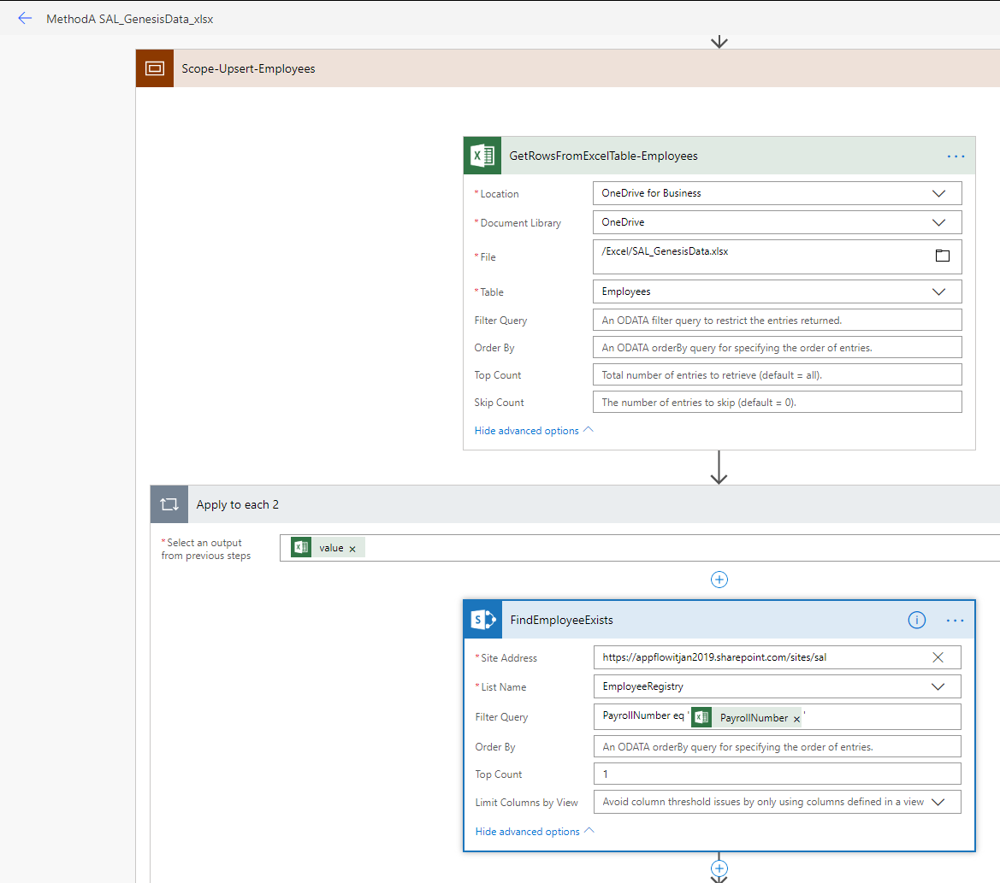 MethodA SAL_GenesisData_xlsx
Scope-Upsert-Employees
GetRowsFromExcelTable-Employees
* Location
OneDrive for Business
* Document Library
OneDrive
* File
/Excel/SAL_GenesisData.xlsx
* Table
Employees
Filter Query
An ODATA filter query to restrict the entries returned.
Order By
An ODATA orderBy query for specifying the order of entries.
Top Count
Total number of entries to retrieve (default = all).
Skip Count
The number of entries to skip (default = 0).
Hide advanced options
Apply to each 2
* Select an output
from previous steps
value
FindEmployeeExists
* Site Address
https://appflowitjan2019.sharepoint.com/sites/sal
* List Name
EmployeeRegistry
Filter Query
PayrollNumber eq ' PayrollNumber '
Order By
An ODATA orderBy query for specifying the order of entries.
Top Count
1
Limit Columns by View
Avoid column threshold issues by only using columns defined in a view
Hide advanced options